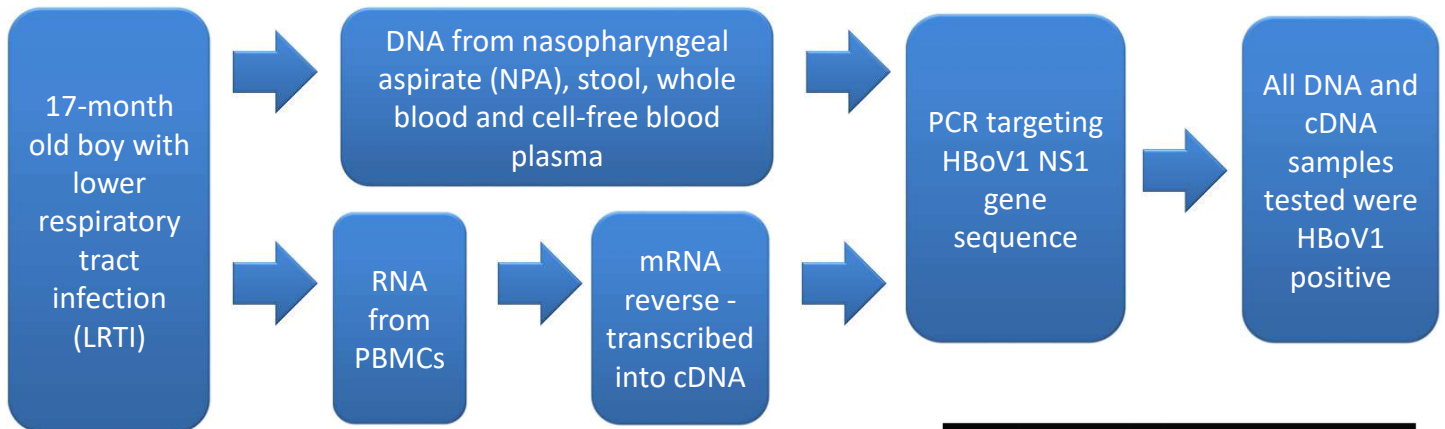 17-month
old boy with
lower
respiratory
tract
infection
(LRTI)
DNA from nasopharyngeal
aspirate (NPA), stool, whole
blood and cell-free blood
plasma
RNA
from
PBMCs
mRNA
reverse -
transcribed
into cDNA
PCR targeting
HBoV1 NS1
gene
sequence
All DNA and
cDNA
samples
tested were
HBoV1
positive